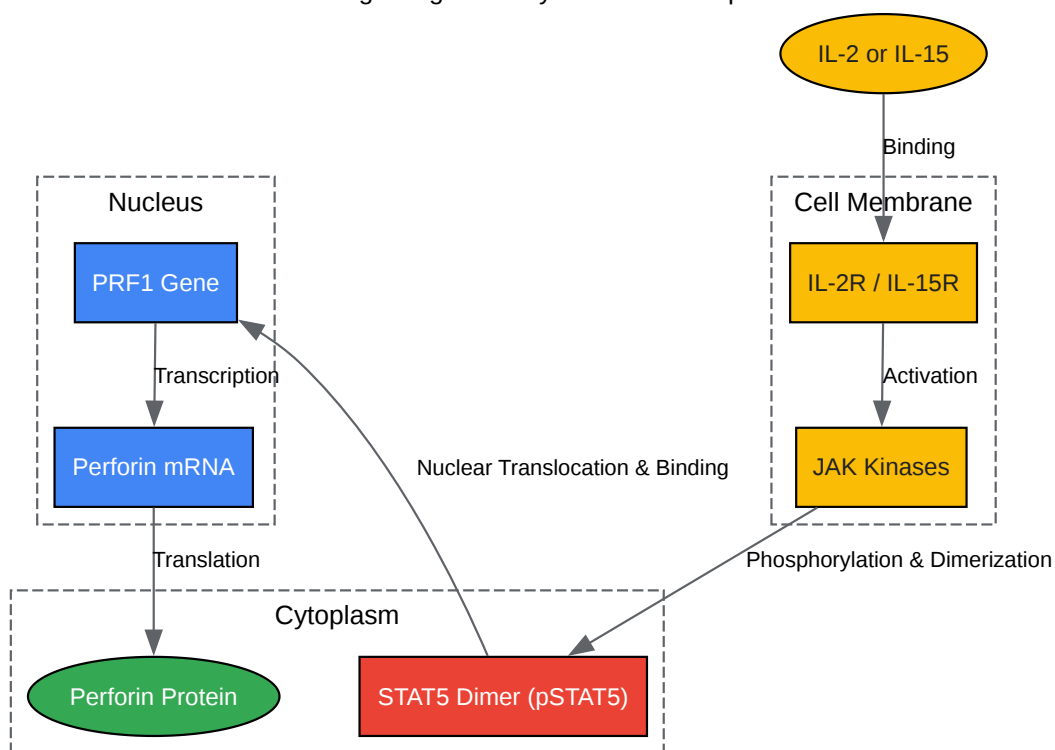 IL-2 or IL-15
Binding
Nucleus
Cell Membrane
PRF1 Gene
IL-2R / IL-15R
Transcription
Activation
Perforin mRNA
JAK Kinases
Nuclear Translocation & Binding
Translation
Phosphorylation & Dimerization
Cytoplasm
Perforin Protein
STAT5 Dimer (pSTAT5)